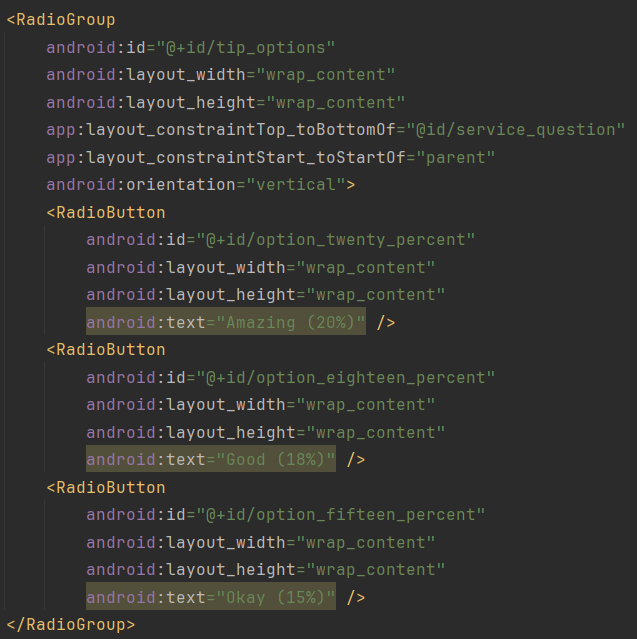 <RadioGroup
    android:id="@+id/tip_options"
    android:layout_width="wrap_content"
    android:layout_height="wrap_content"
    app:layout_constraintTop_toBottomOf="@id/service_question"
    app:layout_constraintStart_toStartOf="parent"
    android:orientation="vertical">
    <RadioButton
        android:id="@+id/option_twenty_percent"
        android:layout_width="wrap_content"
        android:layout_height="wrap_content"
        android:text="Amazing (20%)" />
    <RadioButton
        android:id="@+id/option_eighteen_percent"
        android:layout_width="wrap_content"
        android:layout_height="wrap_content"
        android:text="Good (18%)" />
    <RadioButton
        android:id="@+id/option_fifteen_percent"
        android:layout_width="wrap_content"
        android:layout_height="wrap_content"
        android:text="Okay (15%)" />
</RadioGroup>